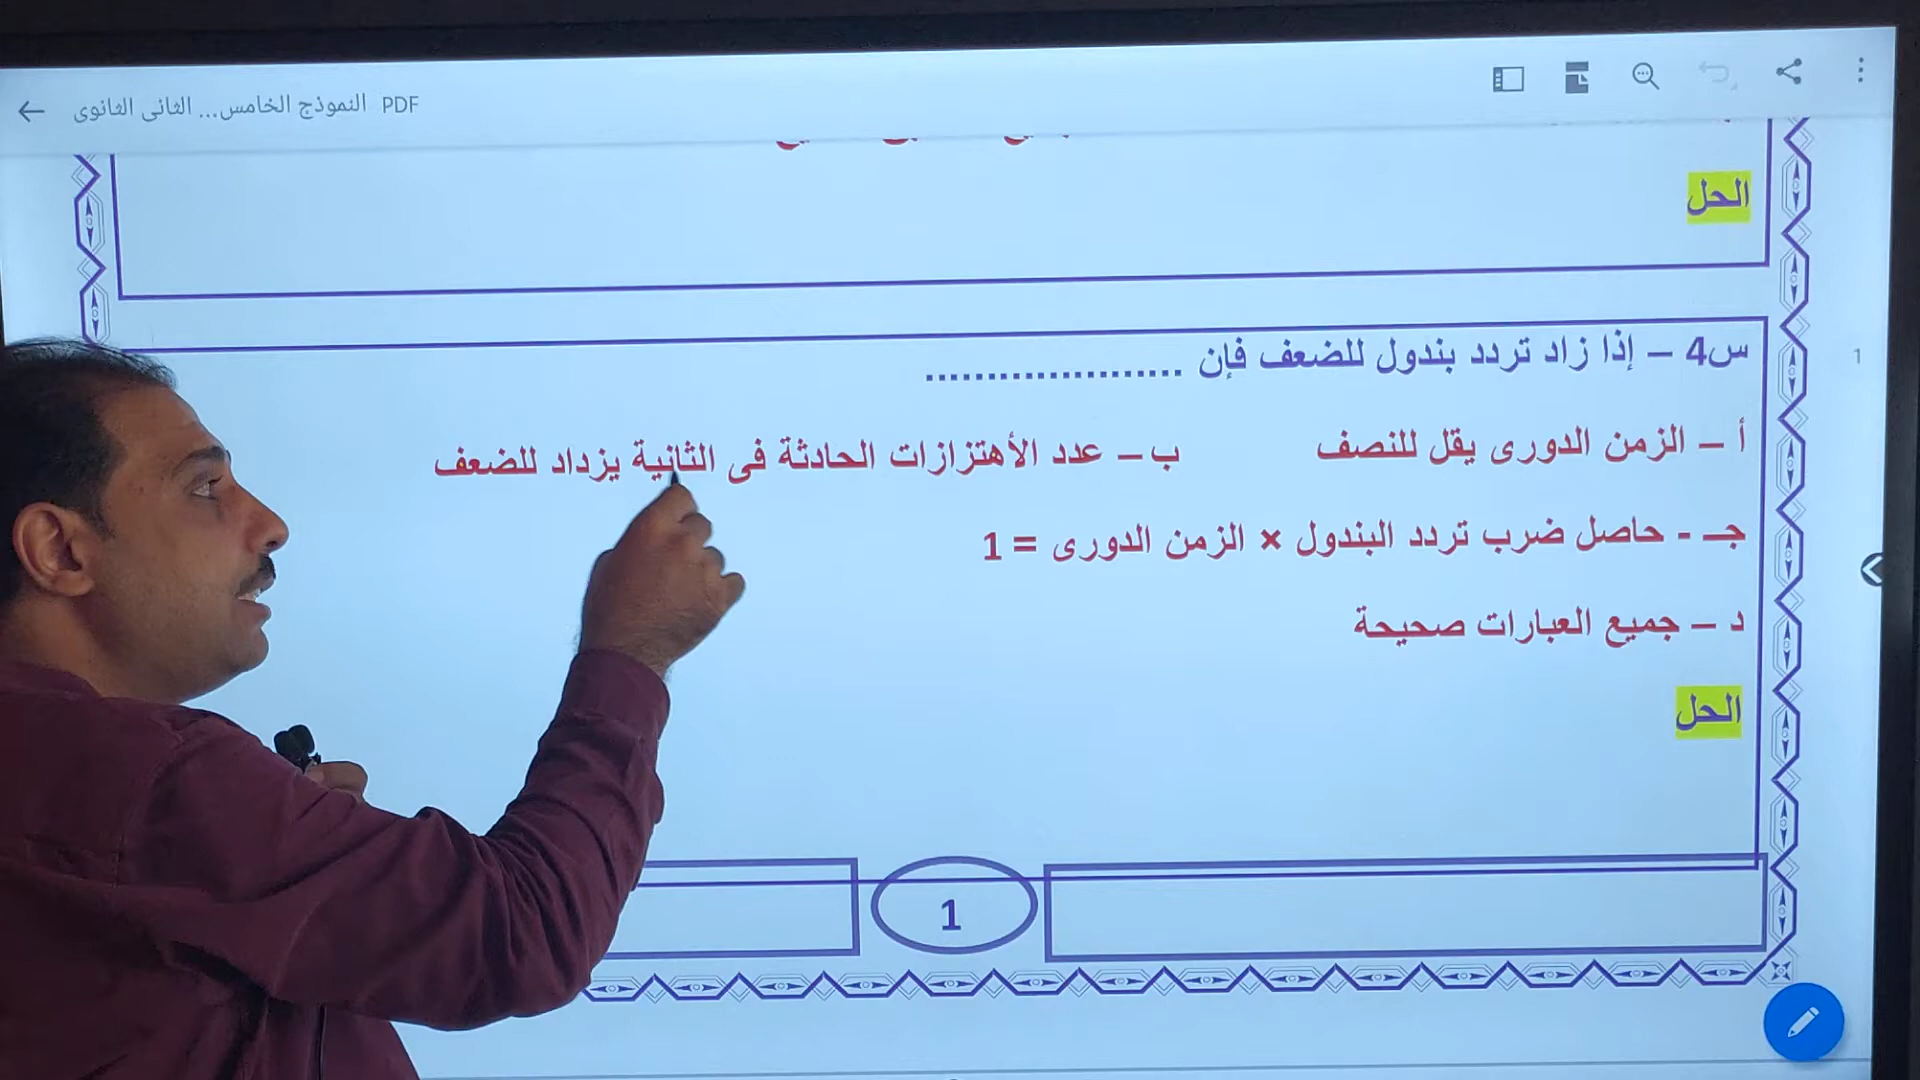 النموذج الخامس... الثانى الثانوى PDF
الحل
س4 – إذا زاد تردد بندول للضعف فإن .....................
1
أ – الزمن الدورى يقل للنصف ب – عدد الأهتزازات الحادثة فى الثانية يزداد للضعف
جـ - حاصل ضرب تردد البندول × الزمن الدورى = 1
د – جميع العبارات صحيحة
الحل
1